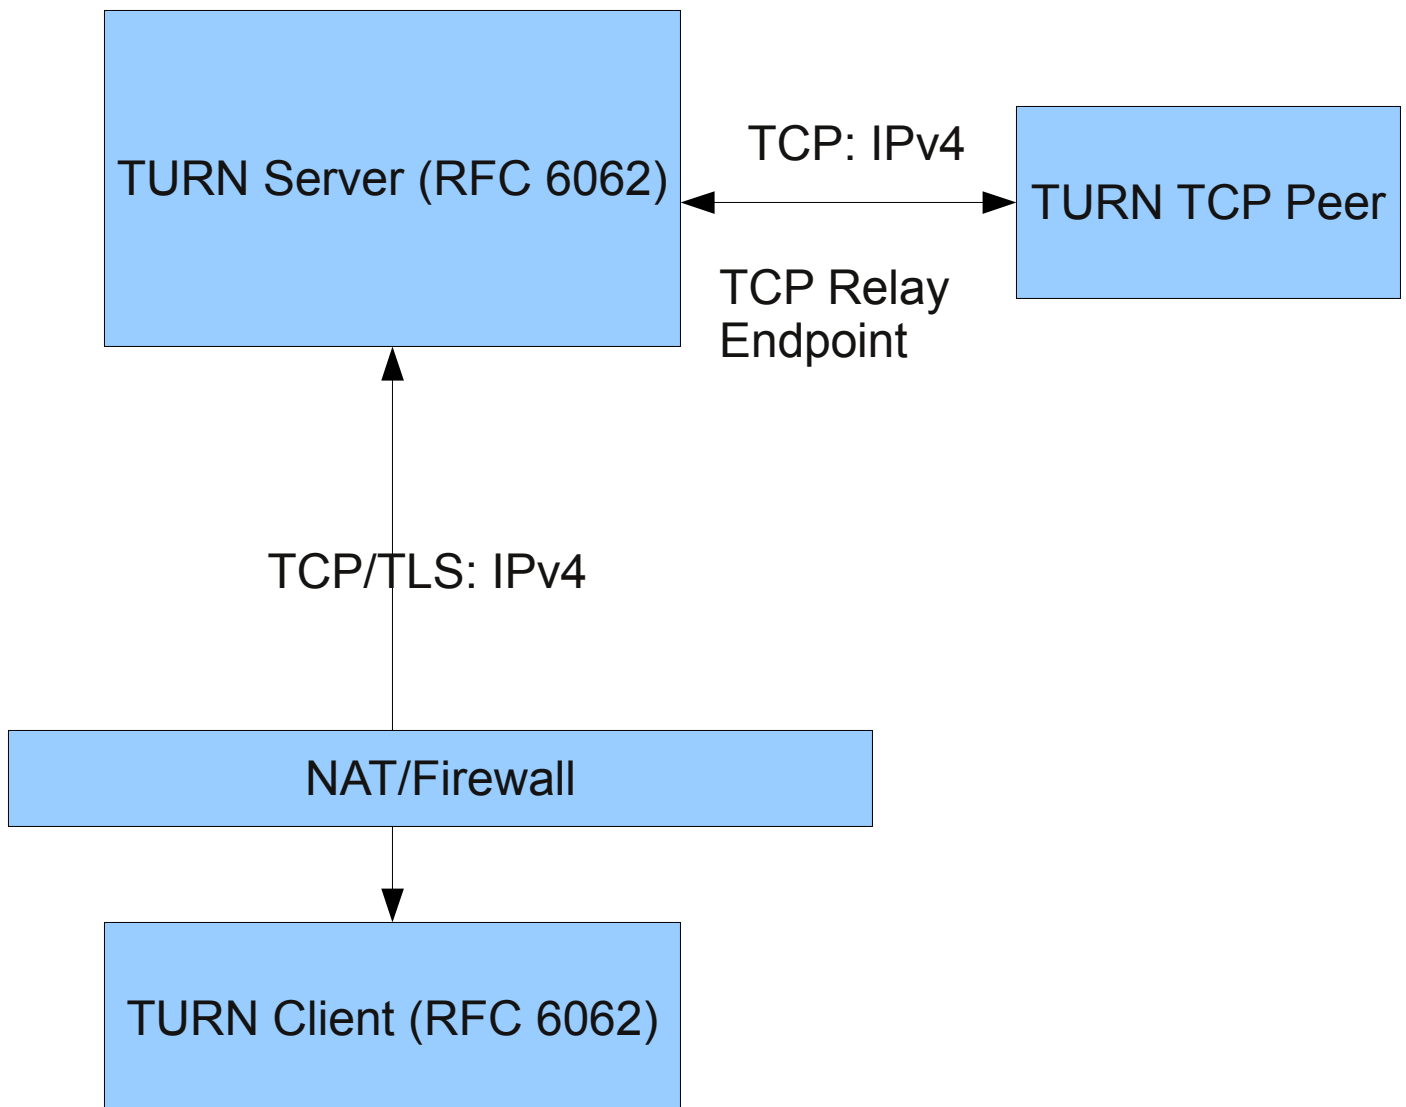 TURN Server (RFC 6062)
TCP: IPv4
TURN TCP Peer
TCP Relay
Endpoint
TCP/TLS: IPv4
NAT/Firewall
TURN Client (RFC 6062)